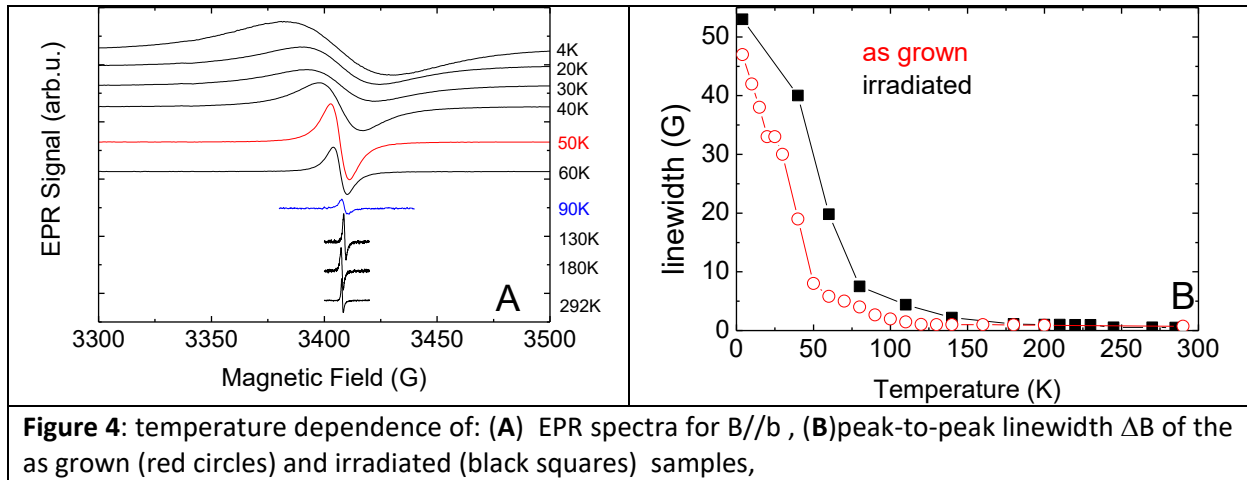 EPR Signal (arb.u.)
4K
20K
30K
40K
50K
60K
90K
130K
180K
292K
A
3300 3350 3400 3450 3500
Magnetic Field (G)
linewidth (G)
50
40
30
20
10
0
as grown
irradiated
B
0 50 100 150 200 250 300
Temperature (K)
Figure 4: temperature dependence of: (A) EPR spectra for B//b , (B)peak-to-peak linewidth ΔB of the
as grown (red circles) and irradiated (black squares) samples,